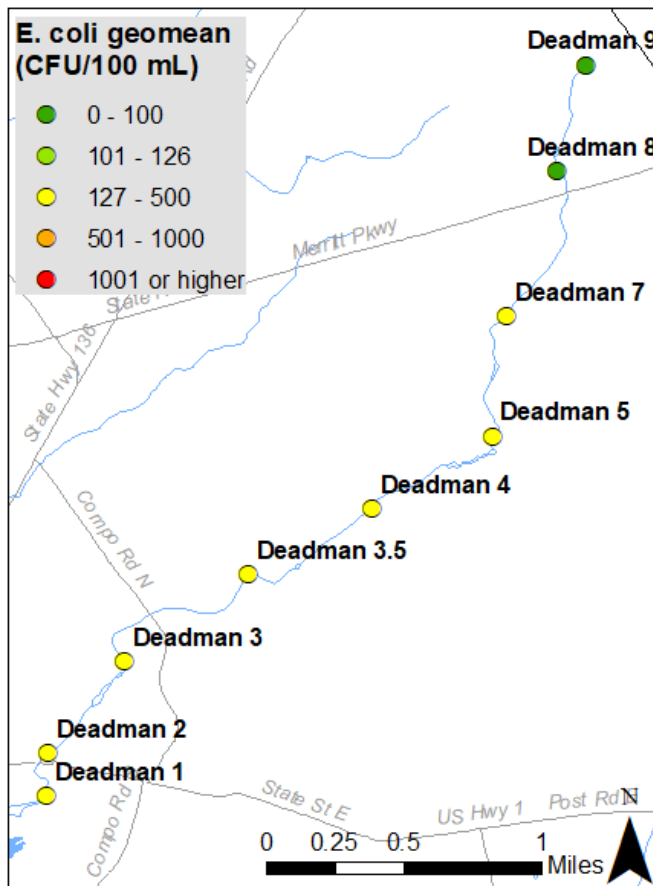 E. coli geomean
(CFU/100 mL)
0 - 100
101 - 126
127 - 500
501 - 1000
1001 or higher
Deadman 9
Deadman 8
Merritt Pkwy
Deadman 7
State Hwy 136
Deadman 5
Deadman 4
Compo Rd N
Deadman 3.5
Deadman 3
Deadman 2
Deadman 1
Compo Rd
State St E
US Hwy 1
Post Rd E
N
0 0.25 0.5 1
Miles